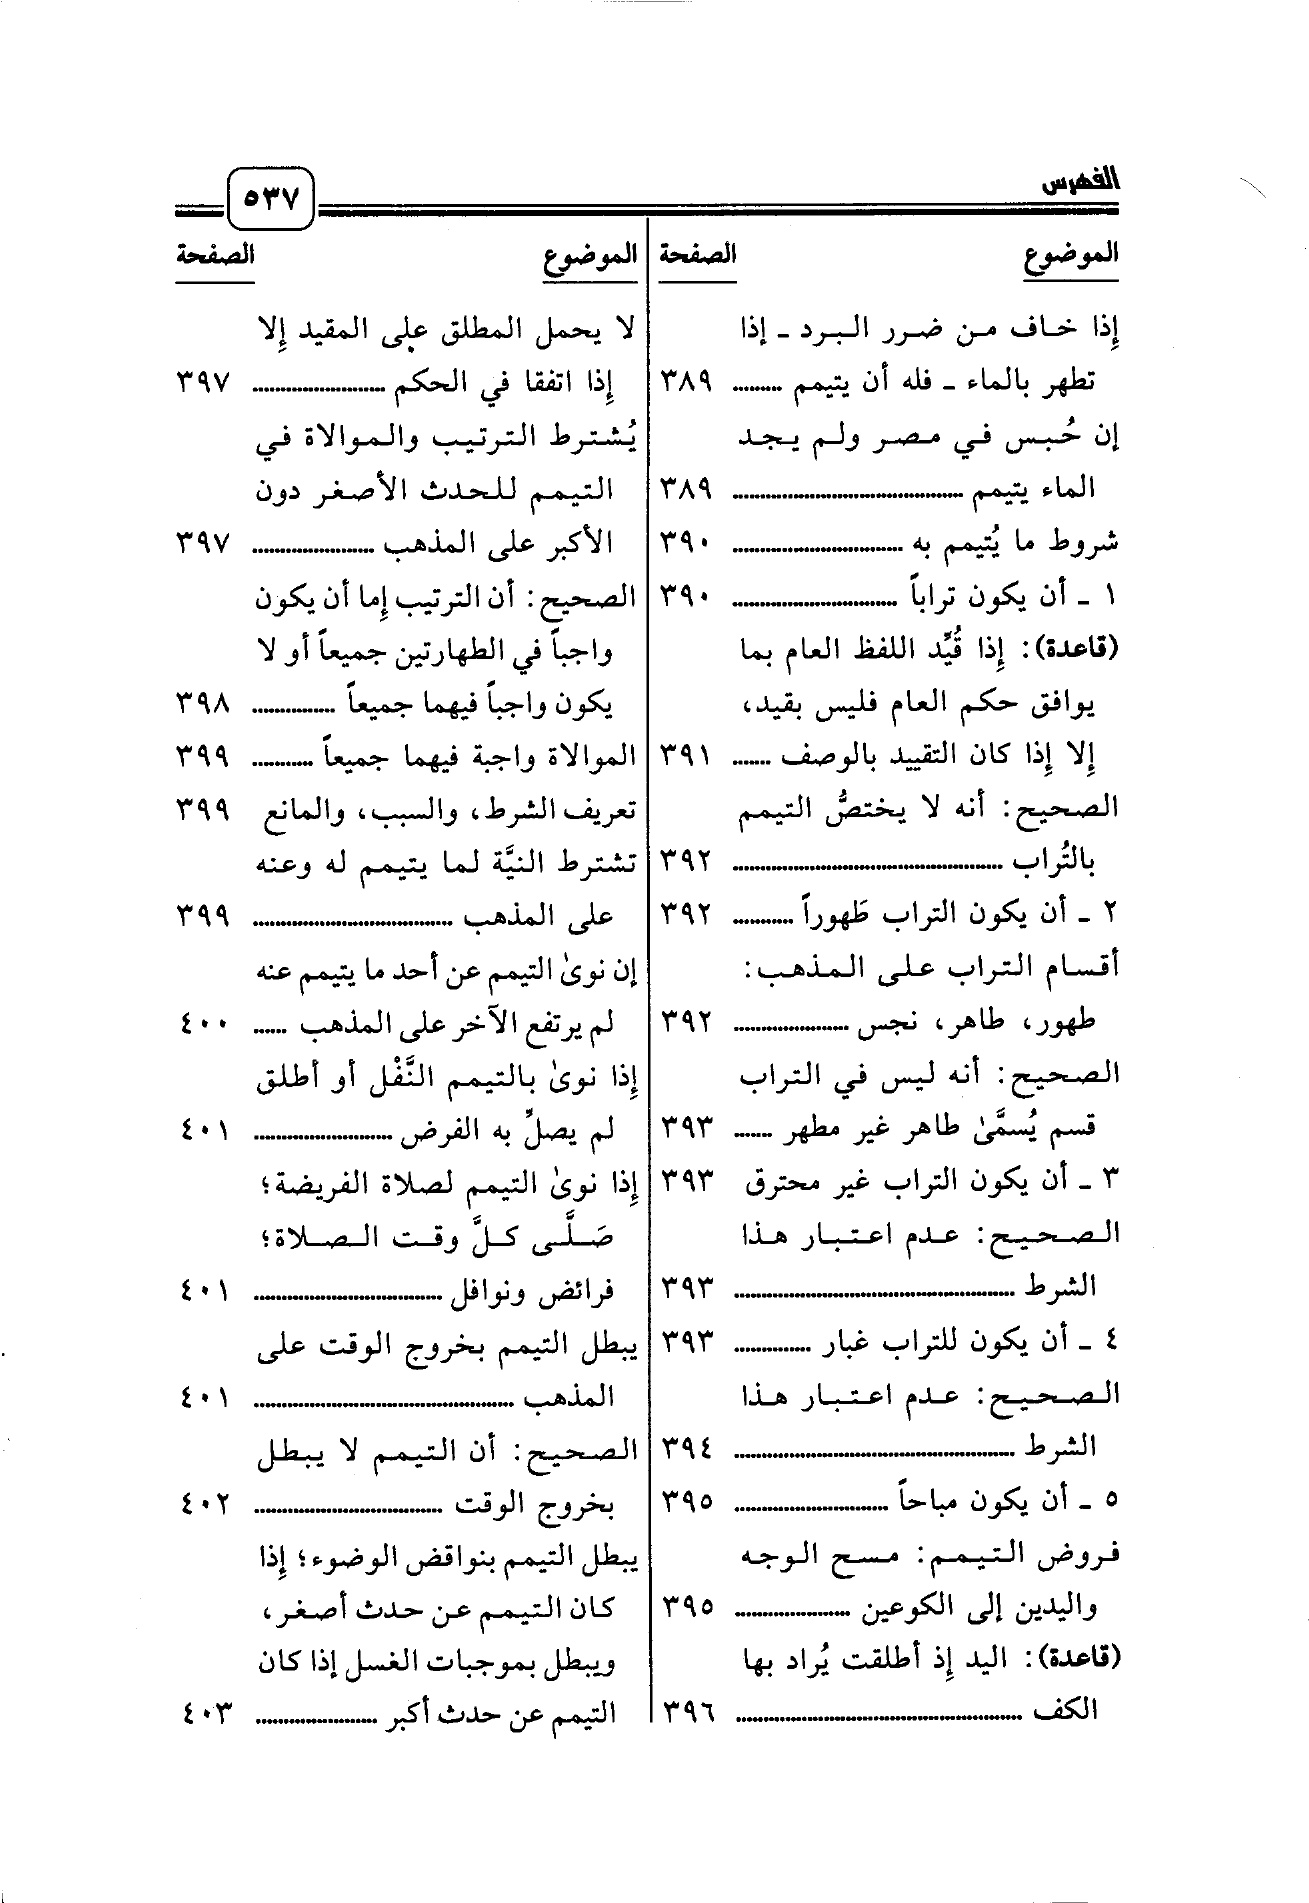 الفهرس
٥٣٧
الموضوع الصفحة
إِذا خاف من ضرر البرد ـ إذا
تطهر بالماء ـ فله أن يتيمم .......... ٣٨٩
إن حُبس في مصر ولم يجد
الماء يتيمم .......... ٣٨٩
شروط ما يُتيمم به .......... ٣٩٠
١ ـ أن يكون تراباً .......... ٣٩٠
(قاعدة): إِذا قُيِّد اللفظ العام بما
يوافق حكم العام فليس بقيد،
إِلا إِذا كان التقييد بالوصف ....... ٣٩١
الصحيح: أنه لا يختصُّ التيمم
بالتُراب .......... ٣٩٢
٢ ـ أن يكون التراب طَهوراً .......... ٣٩٢
أقسام التراب على المذهب:
طهور، طاهر، نجس .......... ٣٩٢
الصحيح: أنه ليس في التراب
قسم يُسمَّىٰ طاهر غير مطهر ....... ٣٩٣
٣ ـ أن يكون التراب غير محترق ٣٩٣
الصحيح: عدم اعتبار هذا
الشرط .......... ٣٩٣
٤ ـ أن يكون للتراب غبار .......... ٣٩٣
الصحيح: عدم اعتبار هذا
الشرط .......... ٣٩٤
٥ ـ أن يكون مباحاً .......... ٣٩٥
فروض التيمم: مسح الوجه
واليدين إلى الكوعين .......... ٣٩٥
(قاعدة): اليد إِذ أطلقت يُراد بها
الكف .......... ٣٩٦
الموضوع الصفحة
لا يحمل المطلق على المقيد إِلا
إِذا اتفقا في الحكم .......... ٣٩٧
يُشترط الترتيب والموالاة في
التيمم للحدث الأصغر دون
الأكبر على المذهب .......... ٣٩٧
الصحيح: أن الترتيب إِما أن يكون
واجباً في الطهارتين جميعاً أو لا
يكون واجباً فيهما جميعاً .......... ٣٩٨
الموالاة واجبة فيهما جميعاً .......... ٣٩٩
تعريف الشرط، والسبب، والمانع ٣٩٩
تشترط النيَّة لما يتيمم له وعنه
على المذهب .......... ٣٩٩
إن نوىٰ التيمم عن أحد ما يتيمم عنه
لم يرتفع الآخر على المذهب ...... ٤٠٠
إِذا نوىٰ بالتيمم النَّفْل أو أطلق
لم يصلِّ به الفرض .......... ٤٠١
إِذا نوىٰ التيمم لصلاة الفريضة؛
صَلَّى كلَّ وقت الصلاة؛
فرائض ونوافل .......... ٤٠١
يبطل التيمم بخروج الوقت على
المذهب .......... ٤٠١
الصحيح: أن التيمم لا يبطل
بخروج الوقت .......... ٤٠٢
يبطل التيمم بنواقض الوضوء؛ إِذا
كان التيمم عن حدث أصغر،
ويبطل بموجبات الغسل إذا كان
التيمم عن حدث أكبر .......... ٤٠٣